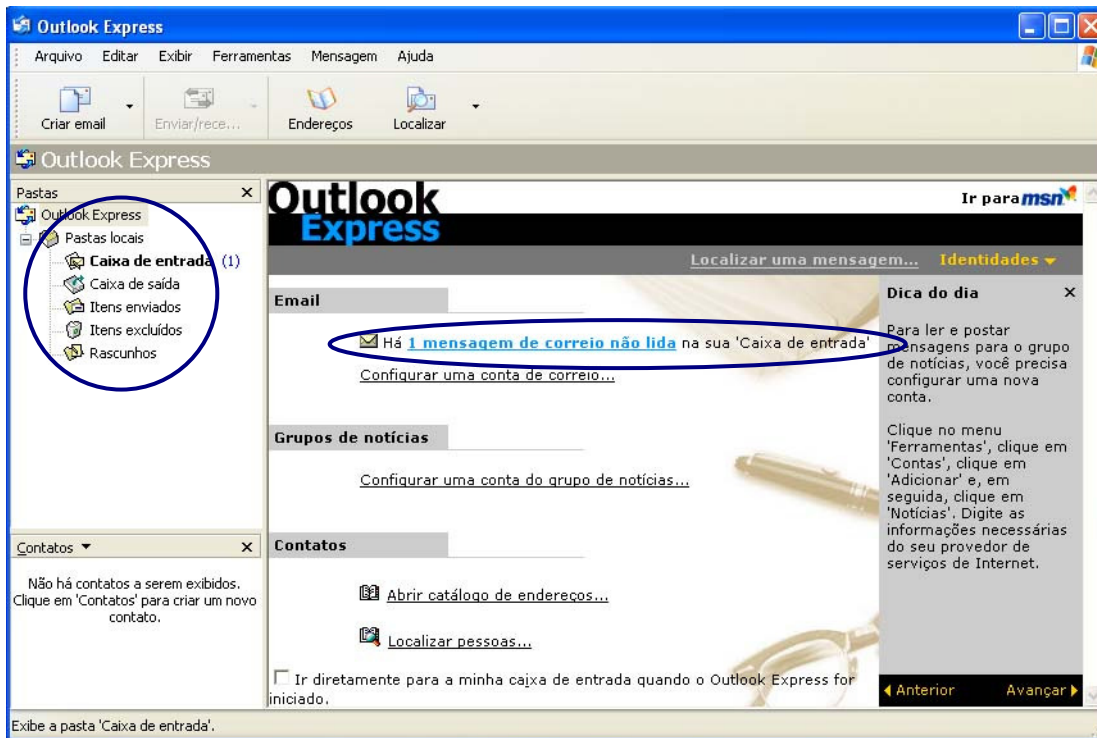 Outlook Express
Arquivo Editar Exibir Ferramentas Mensagem Ajuda
Criar email Enviar/rece... Endereços Localizar
Outlook Express
Pastas
Outlook Express
Pastas locais
Caixa de entrada (1)
Caixa de saída
Itens enviados
Itens excluídos
Rascunhos
Contatos
Não há contatos a serem exibidos.
Clique em 'Contatos' para criar um novo
contato.
Outlook
Express
Ir para msn
Localizar uma mensagem... Identidades
Email
Há 1 mensagem de correio não lida na sua 'Caixa de entrada'
Configurar uma conta de correio...
Grupos de notícias
Configurar uma conta do grupo de notícias...
Contatos
Abrir catálogo de endereços...
Localizar pessoas...
Ir diretamente para a minha caixa de entrada quando o Outlook Express for
iniciado.
Dica do dia
Para ler e postar
mensagens para o grupo
de notícias, você precisa
configurar uma nova
conta.
Clique no menu
'Ferramentas', clique em
'Contas', clique em
'Adicionar' e, em
seguida, clique em
'Notícias'. Digite as
informações necessárias
do seu provedor de
serviços de Internet.
Anterior Avançar
Exibe a pasta 'Caixa de entrada'.